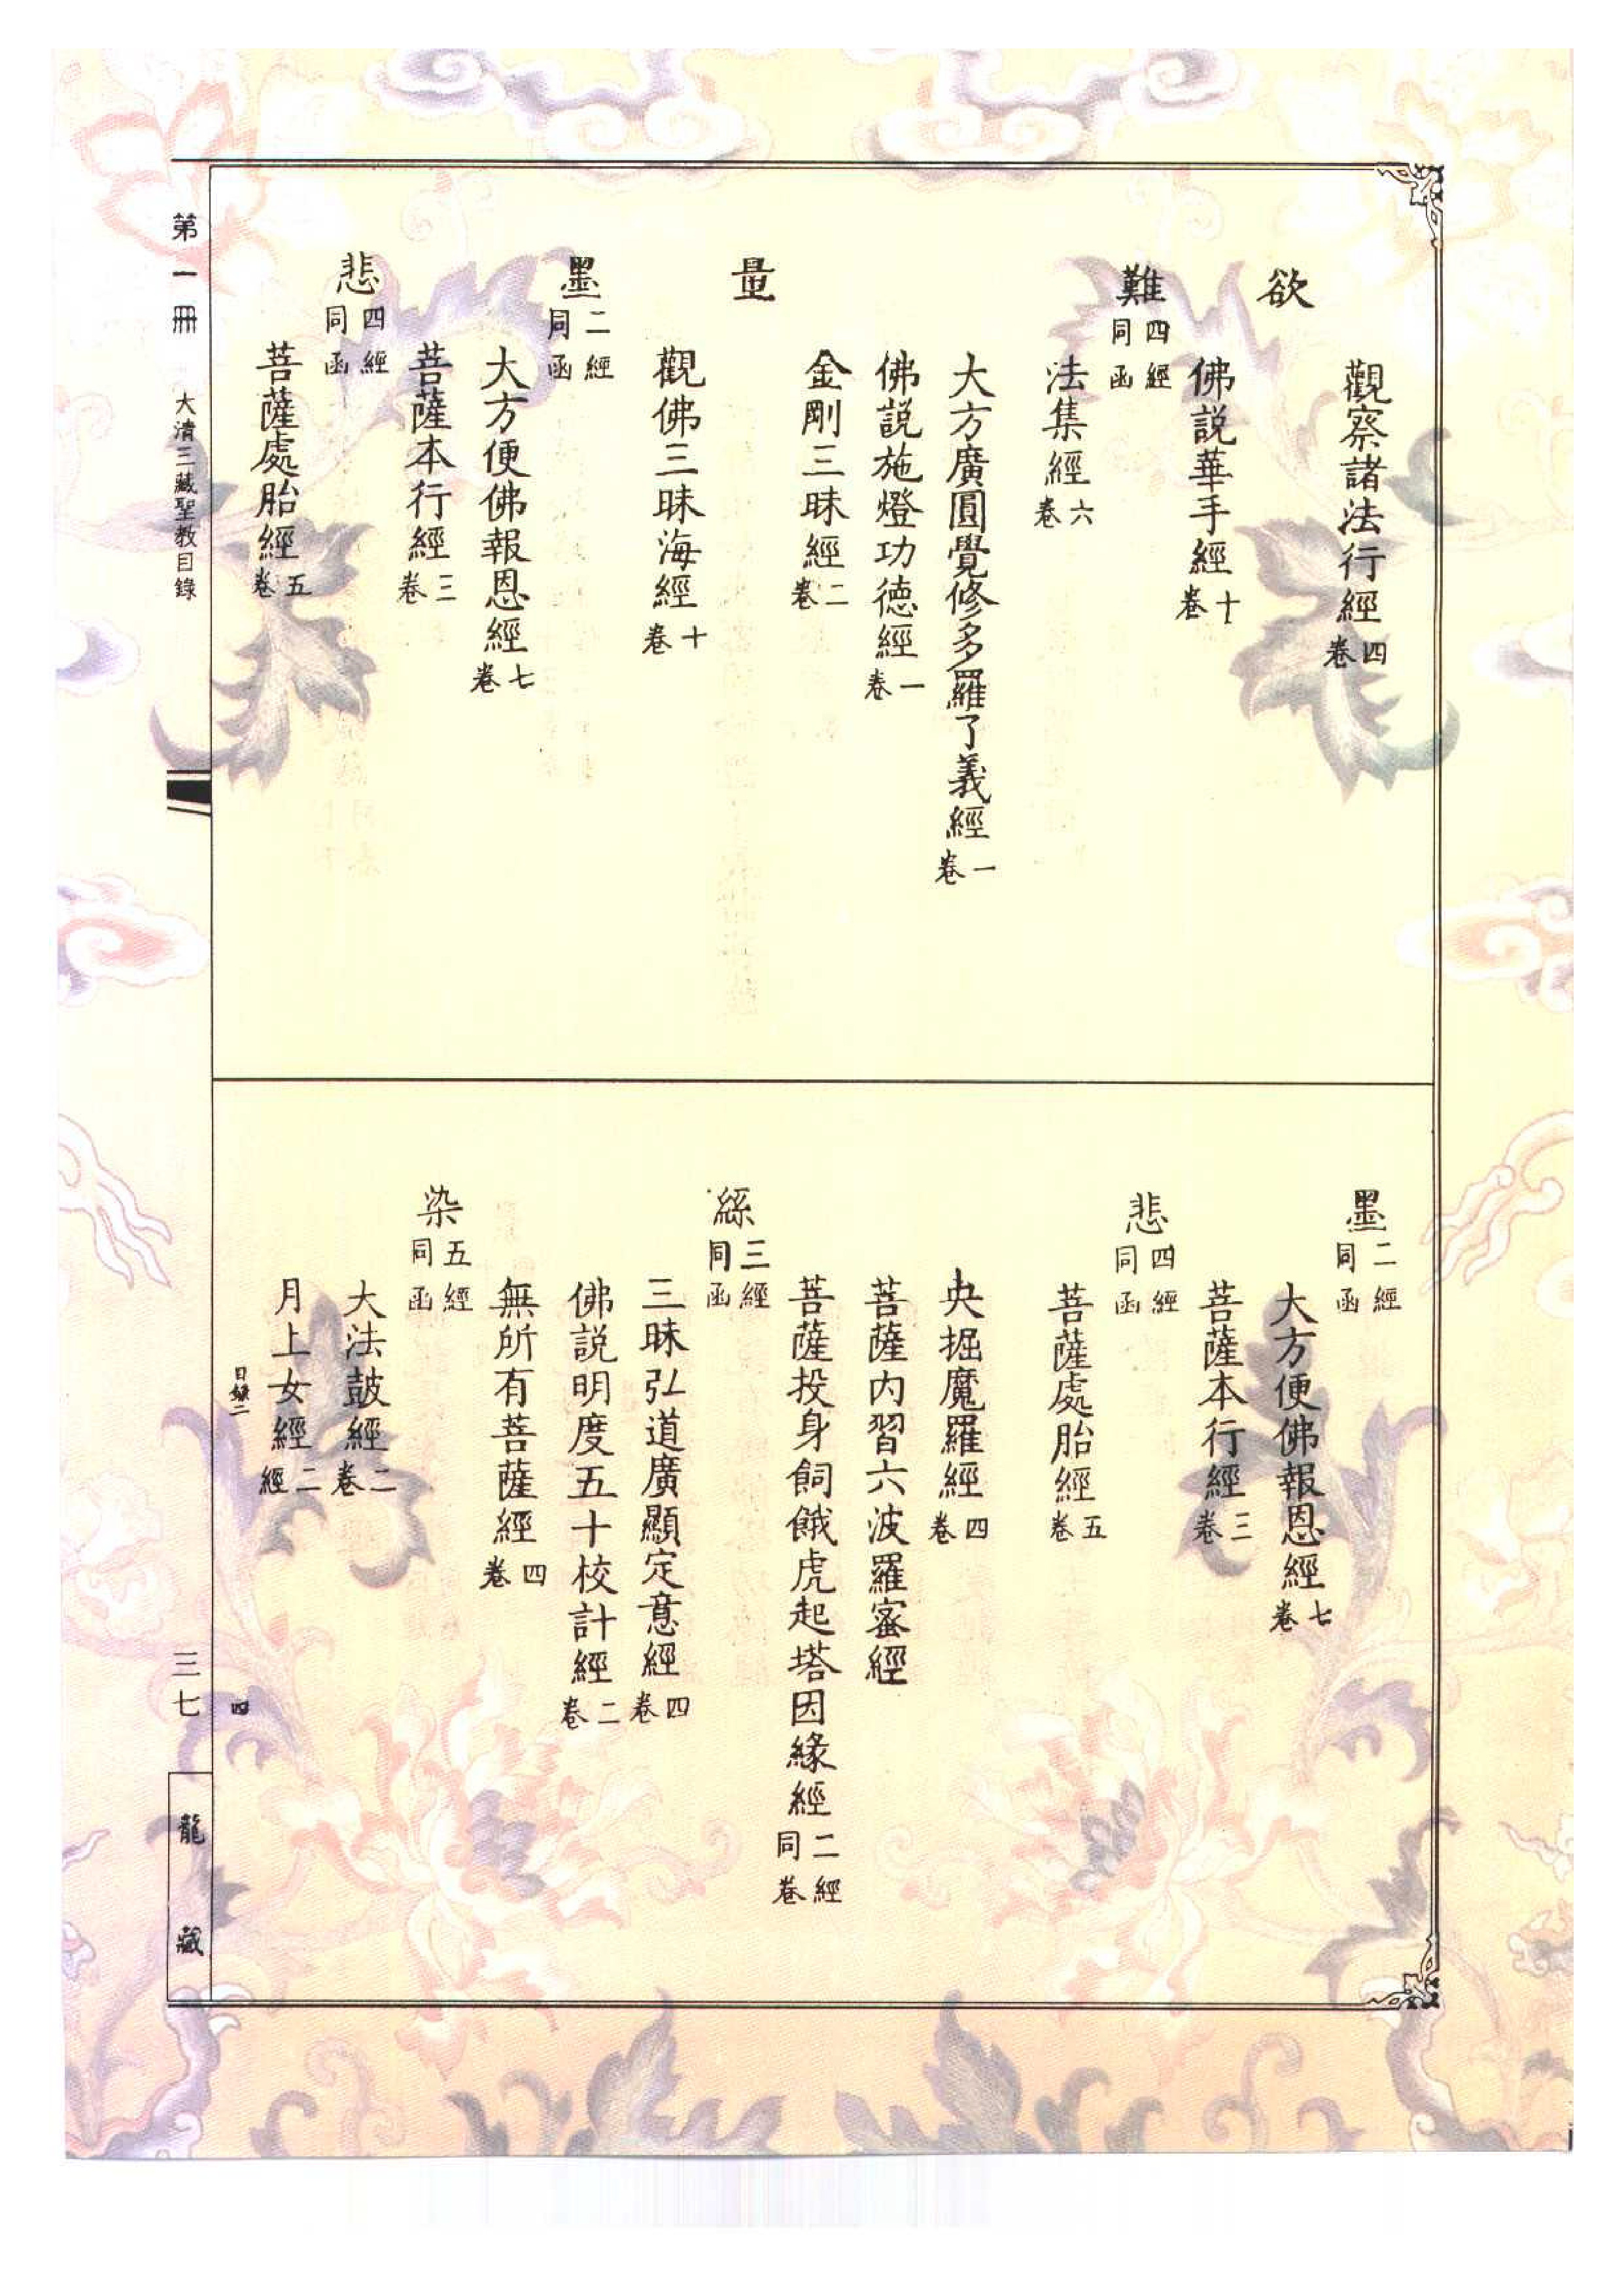 觀察諸法行經四卷
欲
佛說華手經十卷
難四經同函
法集經六卷
大方廣圓覺修多羅了義經一卷
佛說施燈功德經一卷
金剛三昧經二卷
量
觀佛三昧海經十卷
墨二經同函
大方便佛報恩經七卷
菩薩本行經三卷
悲四經同函
菩薩處胎經五卷
墨二經同函
大方便佛報恩經七卷
菩薩本行經三卷
悲四經同函
菩薩處胎經五卷
央掘魔羅經四卷
菩薩内習六波羅蜜經
菩薩投身飼餓虎起塔因緣經二經同卷
絲三經同函
三昧弘道廣顯定意經四卷
佛説明度五十校計經二卷
無所有菩薩經四卷
染五經同函
大法鼓經二卷
月上女經二經
目錄二 四
第一冊 大清三藏聖教目錄 三七 龍藏